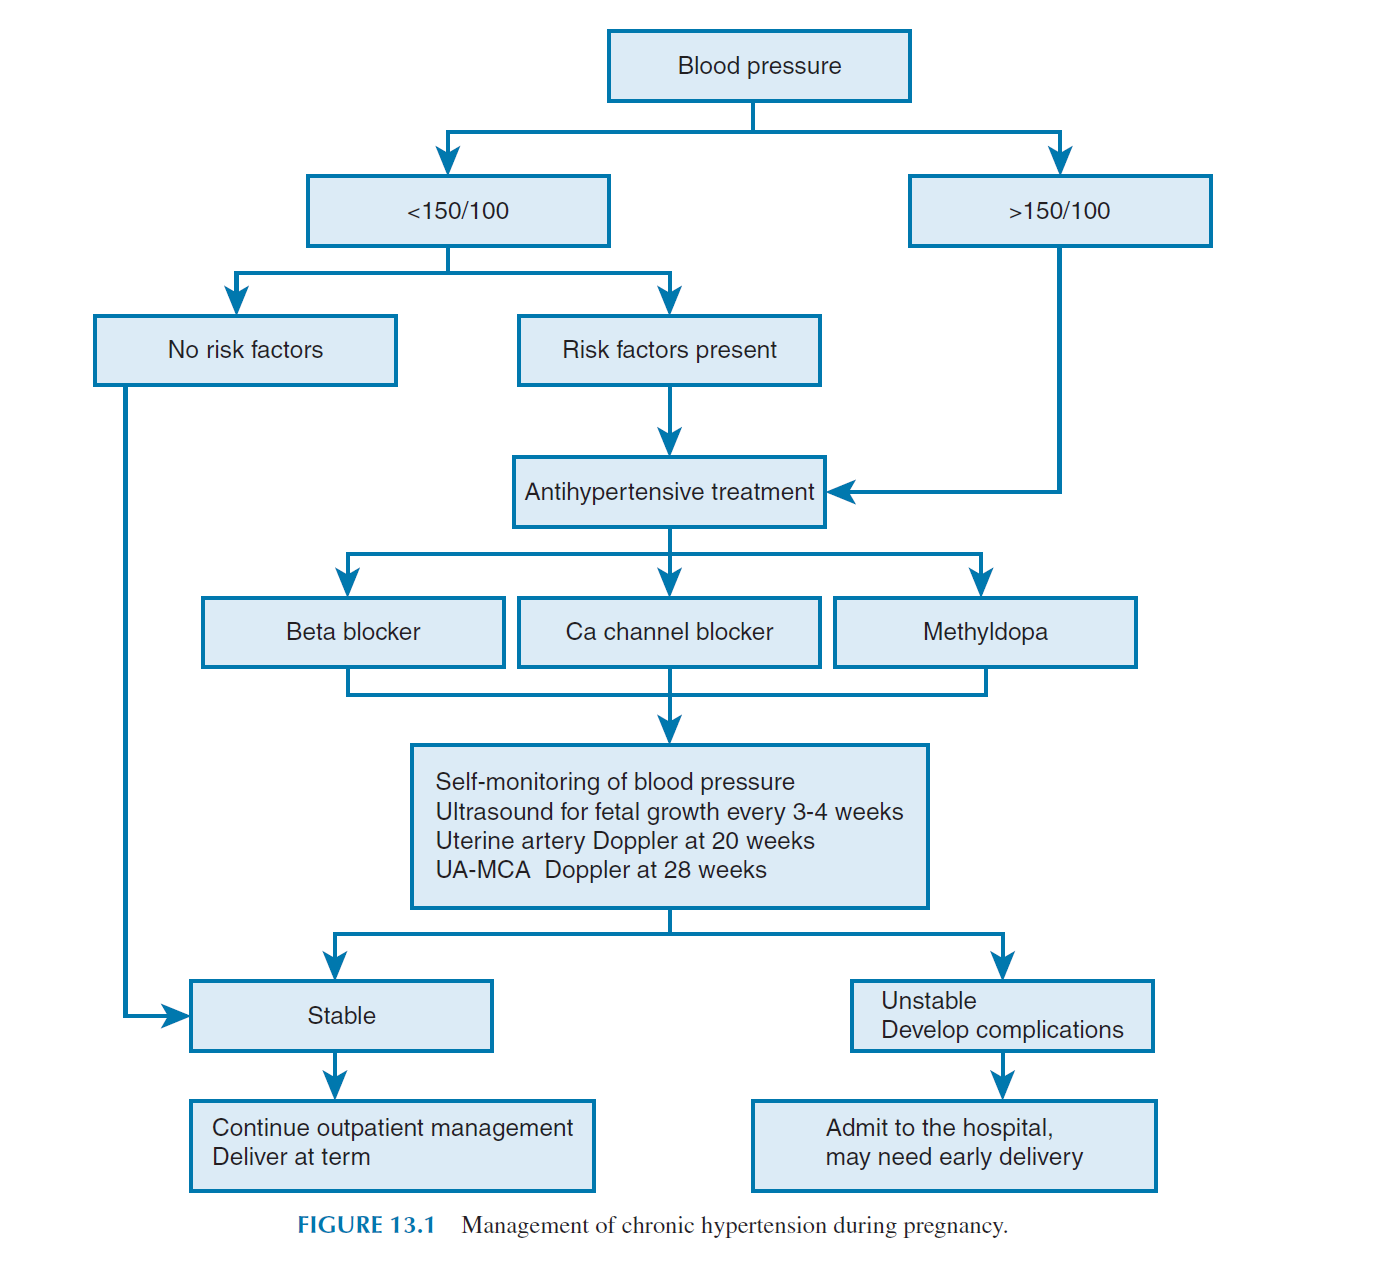 Blood pressure
<150/100
>150/100
No risk factors
Risk factors present
Antihypertensive treatment
Beta blocker
Ca channel blocker
Methyldopa
Self-monitoring of blood pressure
Ultrasound for fetal growth every 3-4 weeks
Uterine artery Doppler at 20 weeks
UA-MCA Doppler at 28 weeks
Stable
Unstable
Develop complications
Continue outpatient management
Deliver at term
Admit to the hospital,
may need early delivery
FIGURE 13.1 Management of chronic hypertension during pregnancy.